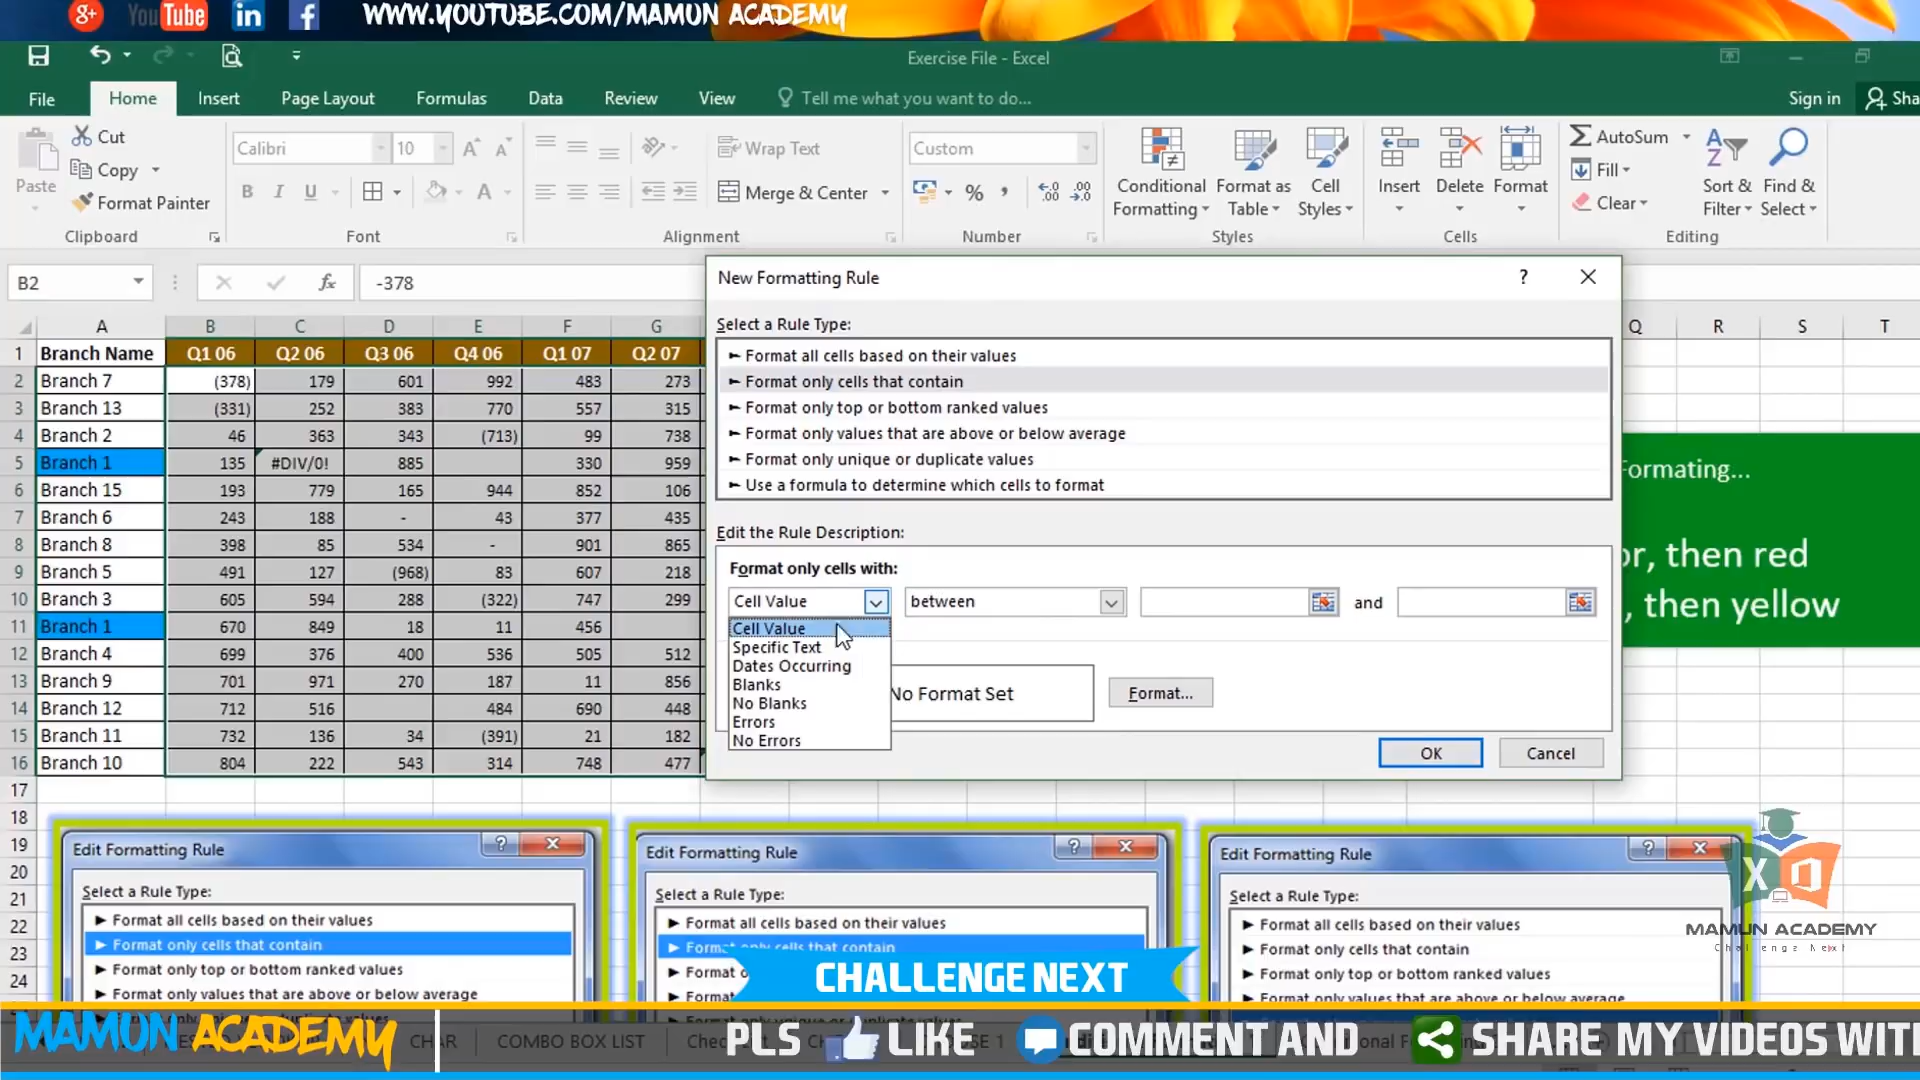 You Tube in f WWW.YOUTUBE.COM/MAMUN ACADEMY
Exercise File - Excel
File Home Insert Page Layout Formulas Data Review View Tell me what you want to do... Sign in Sha
Paste Cut Copy Format Painter Clipboard
Calibri 10 B I U Font
Wrap Text Merge & Center Alignment
Custom % Number
Conditional Formatting Format as Table Cell Styles Styles
Insert Delete Format Cells
AutoSum Fill Clear Sort & Filter Find & Select Editing
B2 fx -378
A B C D E F G Q R S T
1 Branch Name Q1 06 Q2 06 Q3 06 Q4 06 Q1 07 Q2 07
2 Branch 7 (378) 179 601 992 483 273
3 Branch 13 (331) 252 383 770 557 315
4 Branch 2 46 363 343 (713) 99 738
5 Branch 1 135 #DIV/0! 885 330 959
6 Branch 15 193 779 165 944 852 106
7 Branch 6 243 188 - 43 377 435
8 Branch 8 398 85 534 - 901 865
9 Branch 5 491 127 (968) 83 607 218
10 Branch 3 605 594 288 (322) 747 299
11 Branch 1 670 849 18 11 456
12 Branch 4 699 376 400 536 505 512
13 Branch 9 701 971 270 187 11 856
14 Branch 12 712 516 484 690 448
15 Branch 11 732 136 34 (391) 21 182
16 Branch 10 804 222 543 314 748 477
17
18
19
20
21
22
23
24
New Formatting Rule ?
Select a Rule Type:
Format all cells based on their values
Format only cells that contain
Format only top or bottom ranked values
Format only values that are above or below average
Format only unique or duplicate values
Use a formula to determine which cells to format
Edit the Rule Description:
Format only cells with:
Cell Value between and
Cell Value
Specific Text
Dates Occurring
Blanks
No Blanks
Errors
No Errors
No Format Set Format...
OK Cancel
Formating...
or, then red
, then yellow
Edit Formatting Rule ?
Select a Rule Type:
Format all cells based on their values
Format only cells that contain
Format only top or bottom ranked values
Format only values that are above or below average
Edit Formatting Rule ?
Select a Rule Type:
Format all cells based on their values
Format only cells that contain
Format o
Format
Edit Formatting Rule ?
Select a Rule Type:
Format all cells based on their values
Format only cells that contain
Format only top or bottom ranked values
Format only values that are above or below average
MAMUN ACADEMY
Challenge Next
CHALLENGE NEXT
MAMUN ACADEMY PLS LIKE COMMENT AND SHARE MY VIDEOS WIT
CHAR COMBO BOX LIST